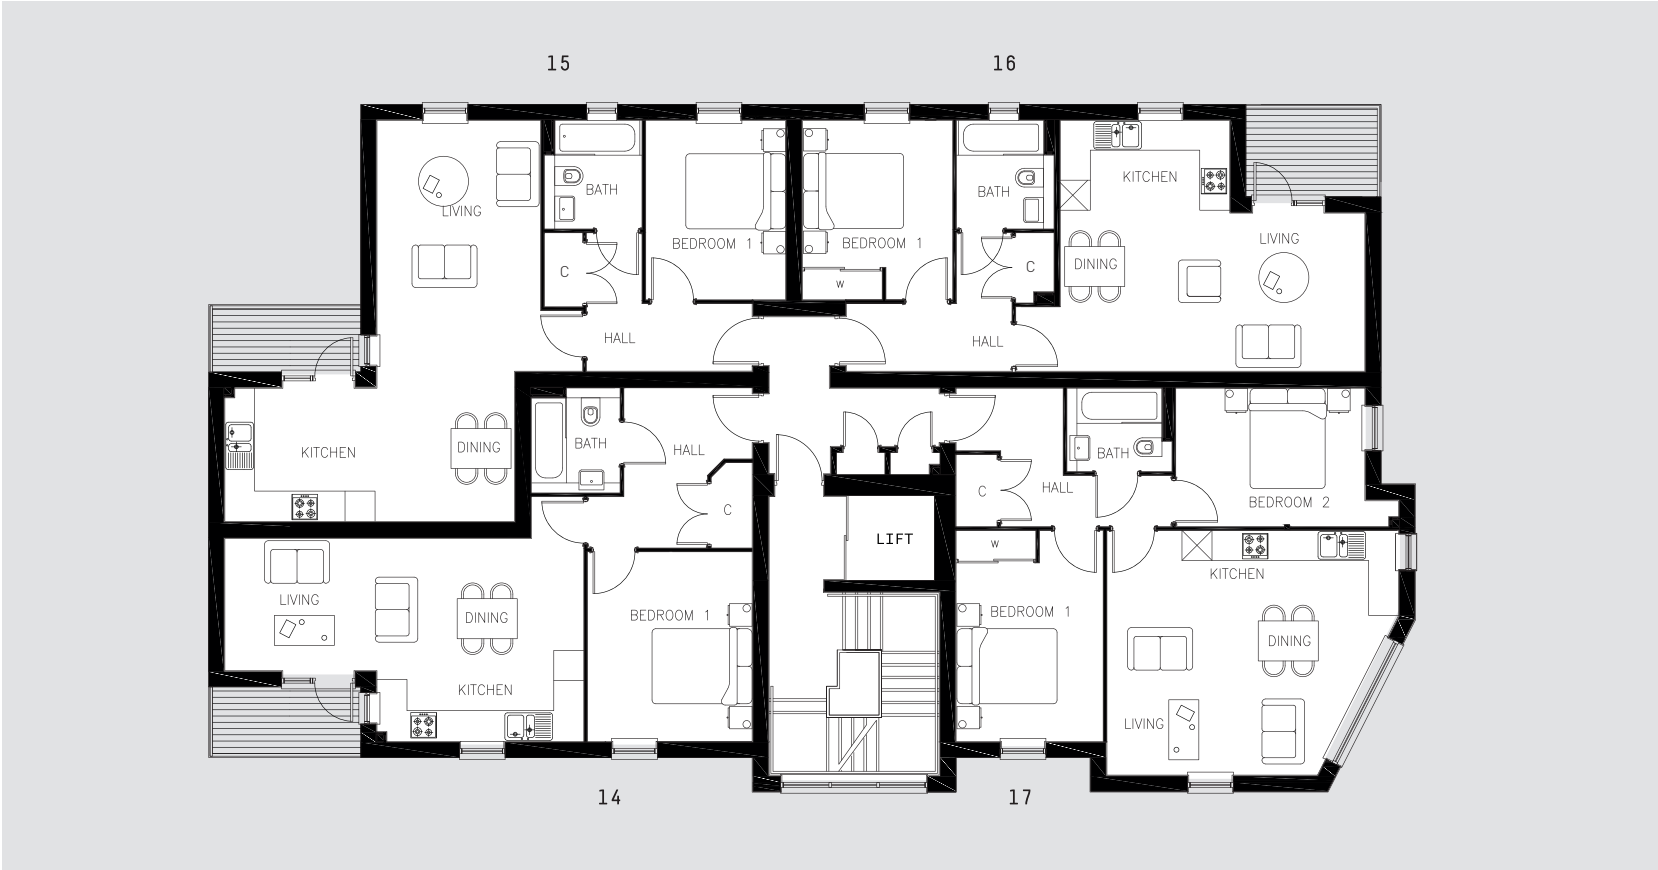 15
16
BATH
BATH
KITCHEN
LIVING
BEDROOM 1
BEDROOM 1
LIVING
C
C
DINING
W
HALL
HALL
KITCHEN
DINING
BATH
HALL
BATH
C
HALL
BEDROOM 2
C
LIFT
W
KITCHEN
LIVING
DINING
BEDROOM 1
BEDROOM 1
DINING
KITCHEN
LIVING
14
17